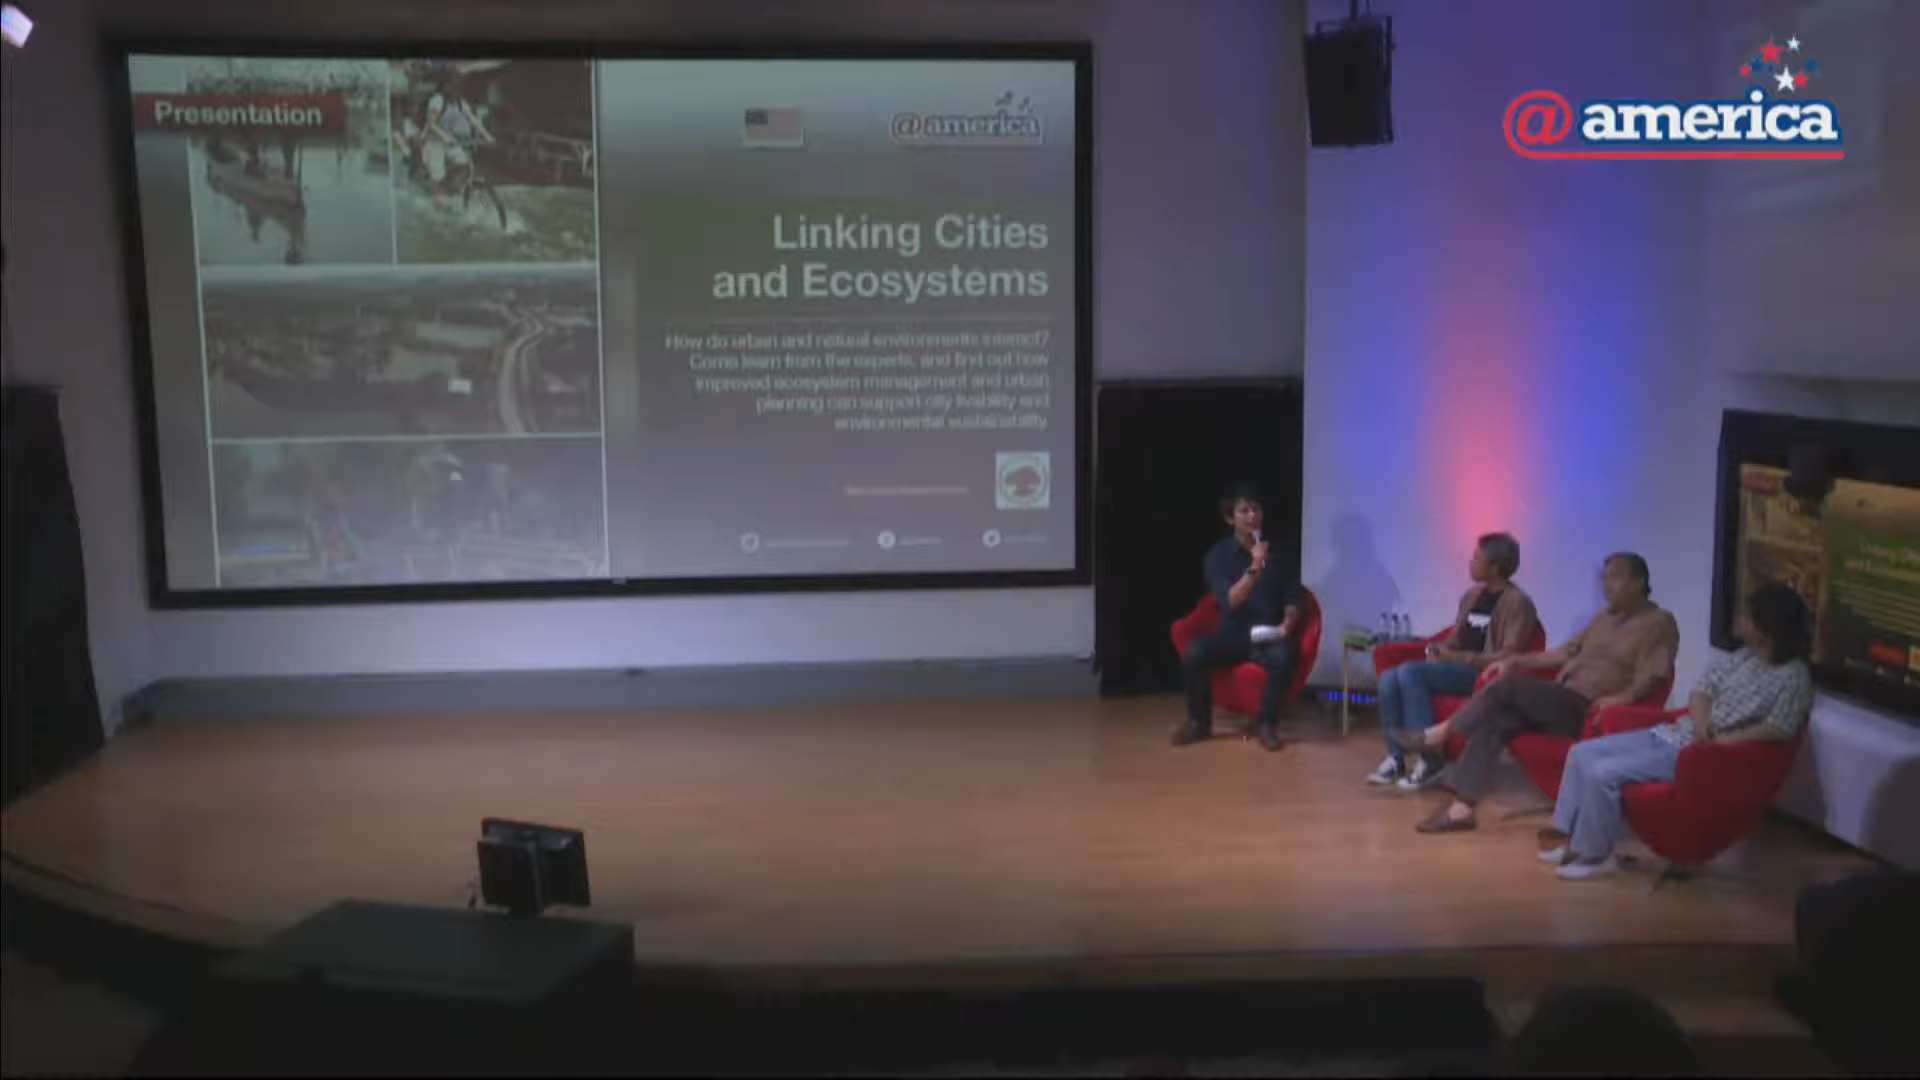 Presentation
@america
Linking Cities
and Ecosystems
How do urban and natural environments interact?
Come learn from the experts, and find out how
improved ecosystem management and urban
planning can support city livability and
environmental sustainability.
@america